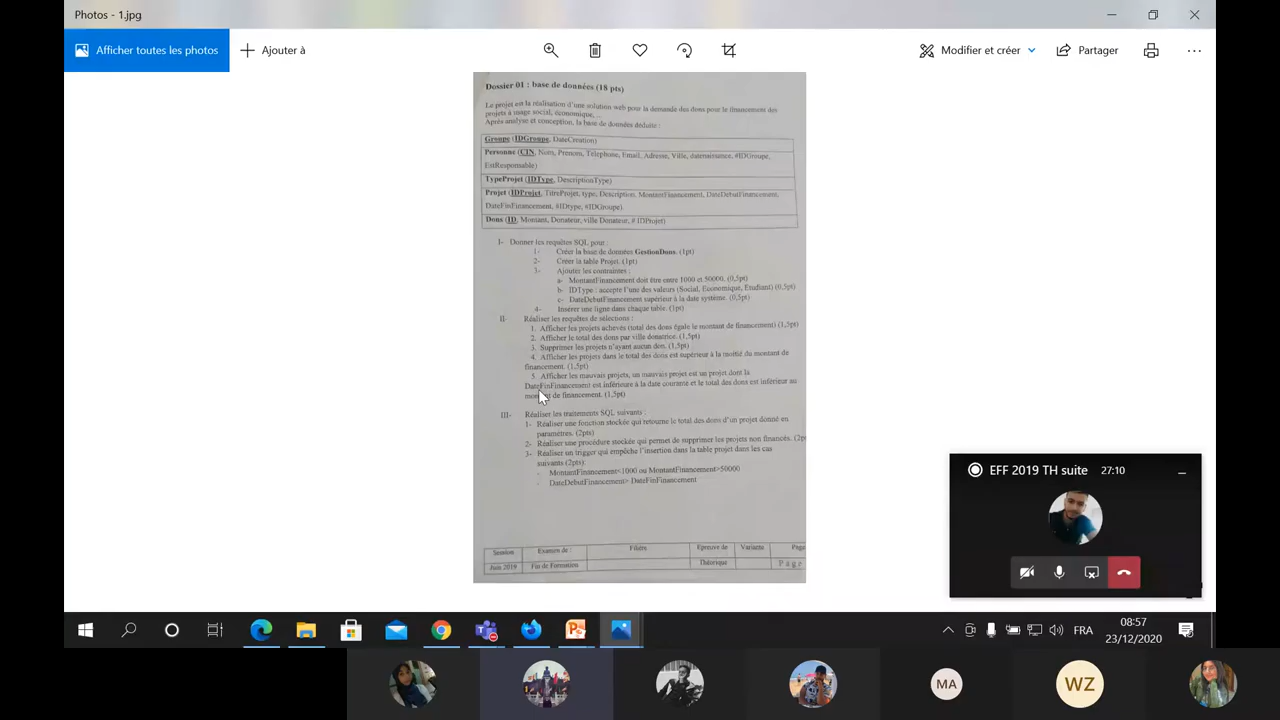 Photos - 1.jpg
Afficher toutes les photos
Ajouter à
Modifier et créer
Partager
Dossier 01 : base de données (18 pts)
Le projet est la réalisation d'une solution web pour la demande des dons pour le financement des
projets à usage social, économique, ...
Après analyse et conception, la base de données déduite :
Groupe (IDGroupe, DateCreation)
Personne (CIN, Nom, Prenom, Téléphone, Email, Adresse, Ville, datenaissance, #IDGroupe,
EstResponsable)
TypeProjet (IDType, DescriptionType)
Projet (IDProjet, TitreProjet, type, Description, MontantFinancement, DateDebutFinancement,
DateFinFinancement, #IDtype, #IDGroupe)
Dons (ID, Montant, Donateur, ville Donateur, # IDProjet)
I- Donner les requêtes SQL pour :
1- Créer la base de données GestionDons. (1pt)
2- Créer la table Projet. (1pt)
3- Ajouter les contraintes :
a- MontantFinancement doit être entre 1000 et 50000. (0,5pt)
b- IDType : accepte l'une des valeurs (Social, Economique, Etudiant) (0,5pt)
c- DateDebutFinancement supérieur à la date système. (0,5pt)
4- Insérer une ligne dans chaque table. (1pt)
II- Réaliser les requêtes de sélections :
1. Afficher les projets achevés (total des dons égale le montant de financement) (1,5pt)
2. Afficher le total des dons par ville donatrice. (1,5pt)
3. Supprimer les projets n'ayant aucun don. (1,5pt)
4. Afficher les projets dans le total des dons est supérieur à la moitié du montant de
financement. (1,5pt)
5. Afficher les mauvais projets, un mauvais projet est un projet dont la
DateFinFinancement est inférieure à la date courante et le total des dons est inférieur au
montant de financement. (1,5pt)
III- Réaliser les traitements SQL suivants :
1- Réaliser une fonction stockée qui retourne le total des dons d'un projet donné en
paramètres. (2pts)
2- Réaliser une procédure stockée qui permet de supprimer les projets non financés. (2p
3- Réaliser un trigger qui empêche l'insertion dans la table projet dans les cas
suivants (2pts):
- MontantFinancement<1000 ou MontantFinancement>50000
- DateDebutFinancement> DateFinFinancement
Session Examen de : Filière Epreuve de Variante Page
Juin 2019 Fin de Formation Théorique Page
EFF 2019 TH suite 27:10
FRA
08:57
23/12/2020
MA
WZ